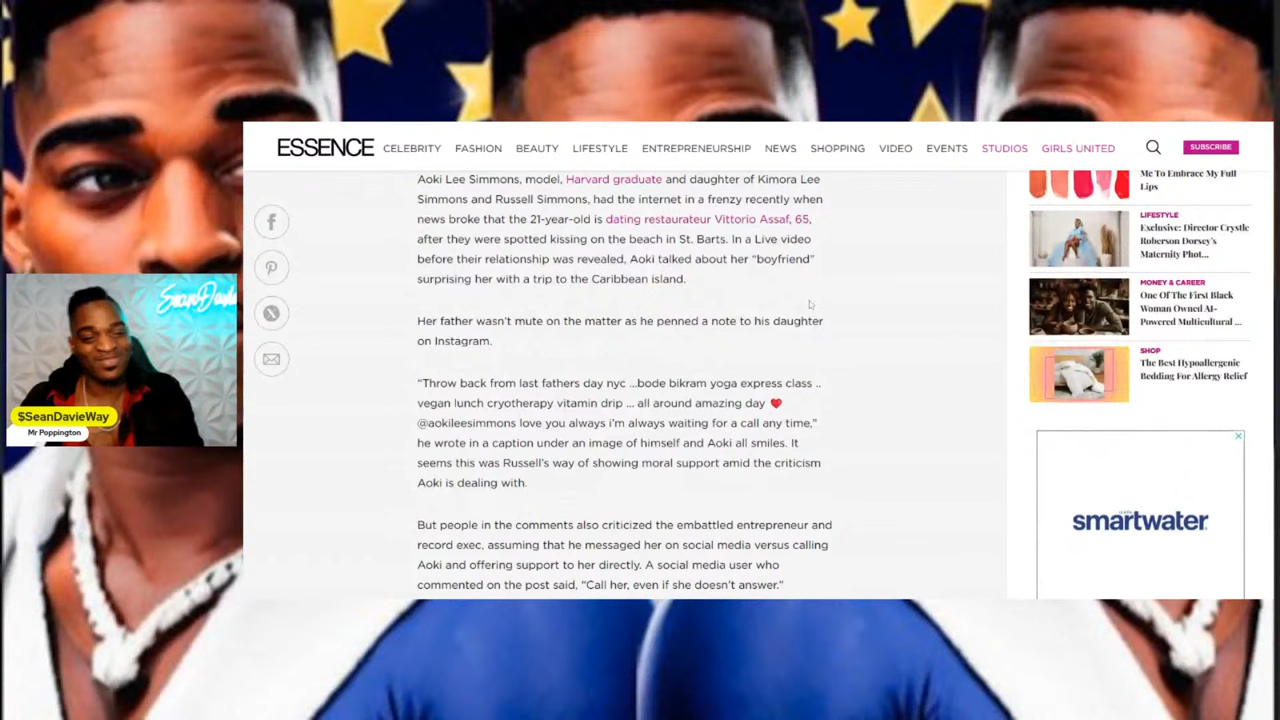 ESSENCE
CELEBRITY FASHION BEAUTY LIFESTYLE ENTREPRENEURSHIP NEWS SHOPPING VIDEO EVENTS STUDIOS GIRLS UNITED
SUBSCRIBE
Aoki Lee Simmons, model, Harvard graduate and daughter of Kimora Lee
Simmons and Russell Simmons, had the internet in a frenzy recently when
news broke that the 21-year-old is dating restaurateur Vittorio Assaf, 65,
after they were spotted kissing on the beach in St. Barts. In a Live video
before their relationship was revealed, Aoki talked about her “boyfriend”
surprising her with a trip to the Caribbean island.
Her father wasn’t mute on the matter as he penned a note to his daughter
on Instagram.
“Throw back from last fathers day nyc …bode bikram yoga express class ..
vegan lunch cryotherapy vitamin drip … all around amazing day ❤️
@aokileesimmons love you always i’m always waiting for a call any time,”
he wrote in a caption under an image of himself and Aoki all smiles. It
seems this was Russell’s way of showing moral support amid the criticism
Aoki is dealing with.
But people in the comments also criticized the embattled entrepreneur and
record exec, assuming that he messaged her on social media versus calling
Aoki and offering support to her directly. A social media user who
commented on the post said, “Call her, even if she doesn’t answer.”
Me To Embrace My Full
Lips
LIFESTYLE
Exclusive: Director Crystle
Roberson Dorsey’s
Maternity Phot...
MONEY & CAREER
One Of The First Black
Woman Owned AI-
Powered Multicultural ...
SHOP
The Best Hypoallergenic
Bedding For Allergy Relief
smartwater
SeanDavi
$SeanDavieWay
Mr Poppington